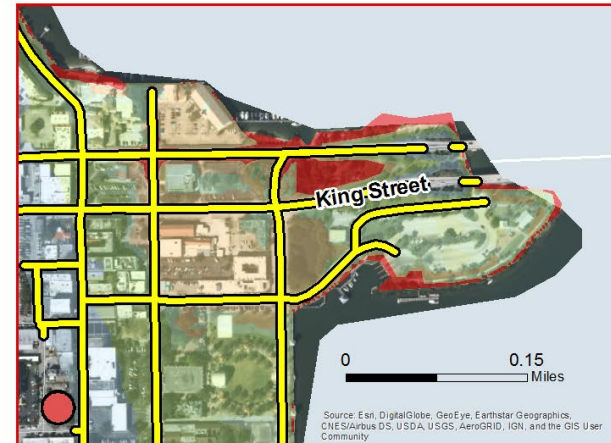 King Street
0 0.15
Miles
Source: Esri, DigitalGlobe, GeoEye, Earthstar Geographics,
CNES/Airbus DS, USDA, USGS, AeroGRID, IGN, and the GIS User
Community